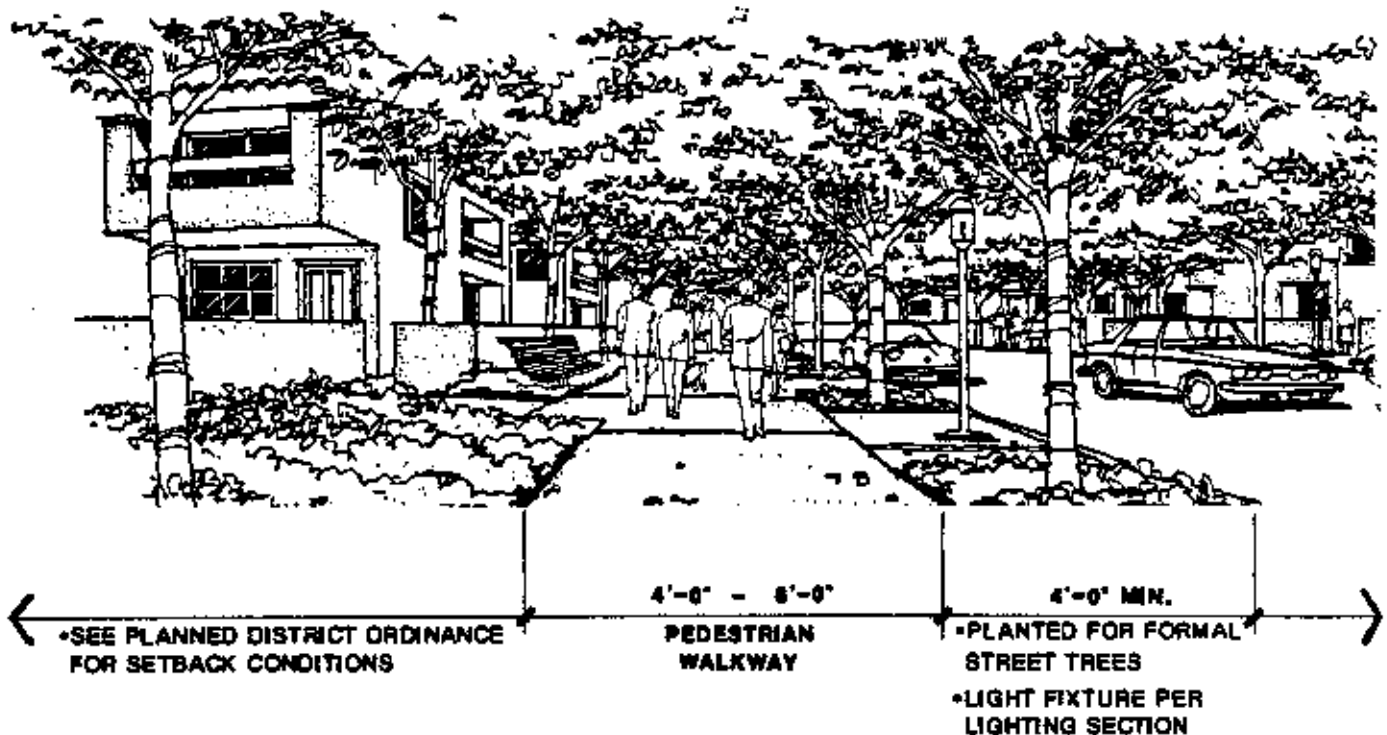 4'-0" - 6'-0"
4'-0" MIN.
•SEE PLANNED DISTRICT ORDINANCE
FOR SETBACK CONDITIONS
PEDESTRIAN
WALKWAY
•PLANTED FOR FORMAL
STREET TREES
•LIGHT FIXTURE PER
LIGHTING SECTION